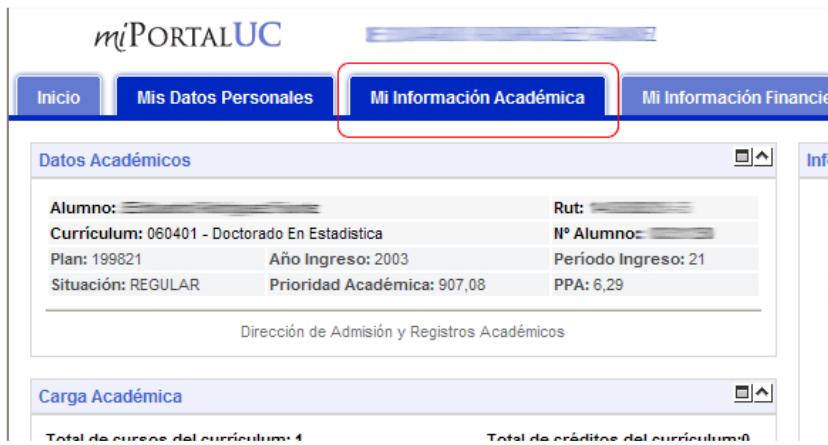 miPORTALUC
Inicio Mis Datos Personales Mi Información Académica Mi Información Financie
Datos Académicos Inf
Alumno: Rut:
Currículum: 060401 - Doctorado En Estadistica Nº Alumno:
Plan: 199821 Año Ingreso: 2003 Período Ingreso: 21
Situación: REGULAR Prioridad Académica: 907,08 PPA: 6,29
Dirección de Admisión y Registros Académicos
Carga Académica
Total de cursos del currículum: 1 Total de créditos del currículum:0